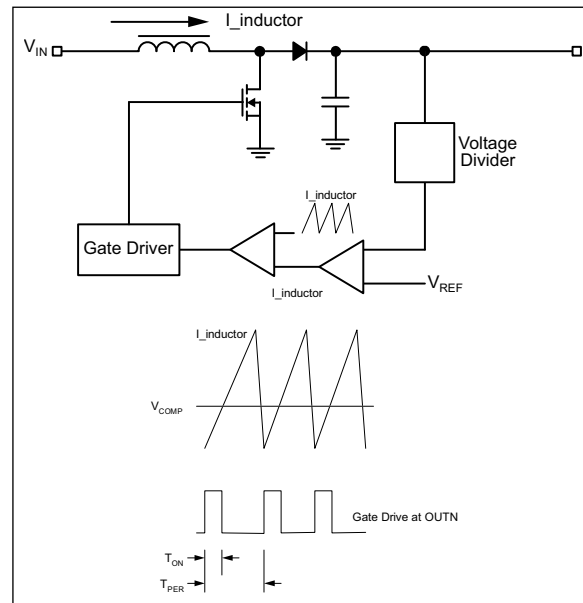 I_inductor
V_IN
Voltage
Divider
I_inductor
Gate Driver
I_inductor
V_REF
I_inductor
V_COMP
Gate Drive at OUTN
T_ON
T_PER